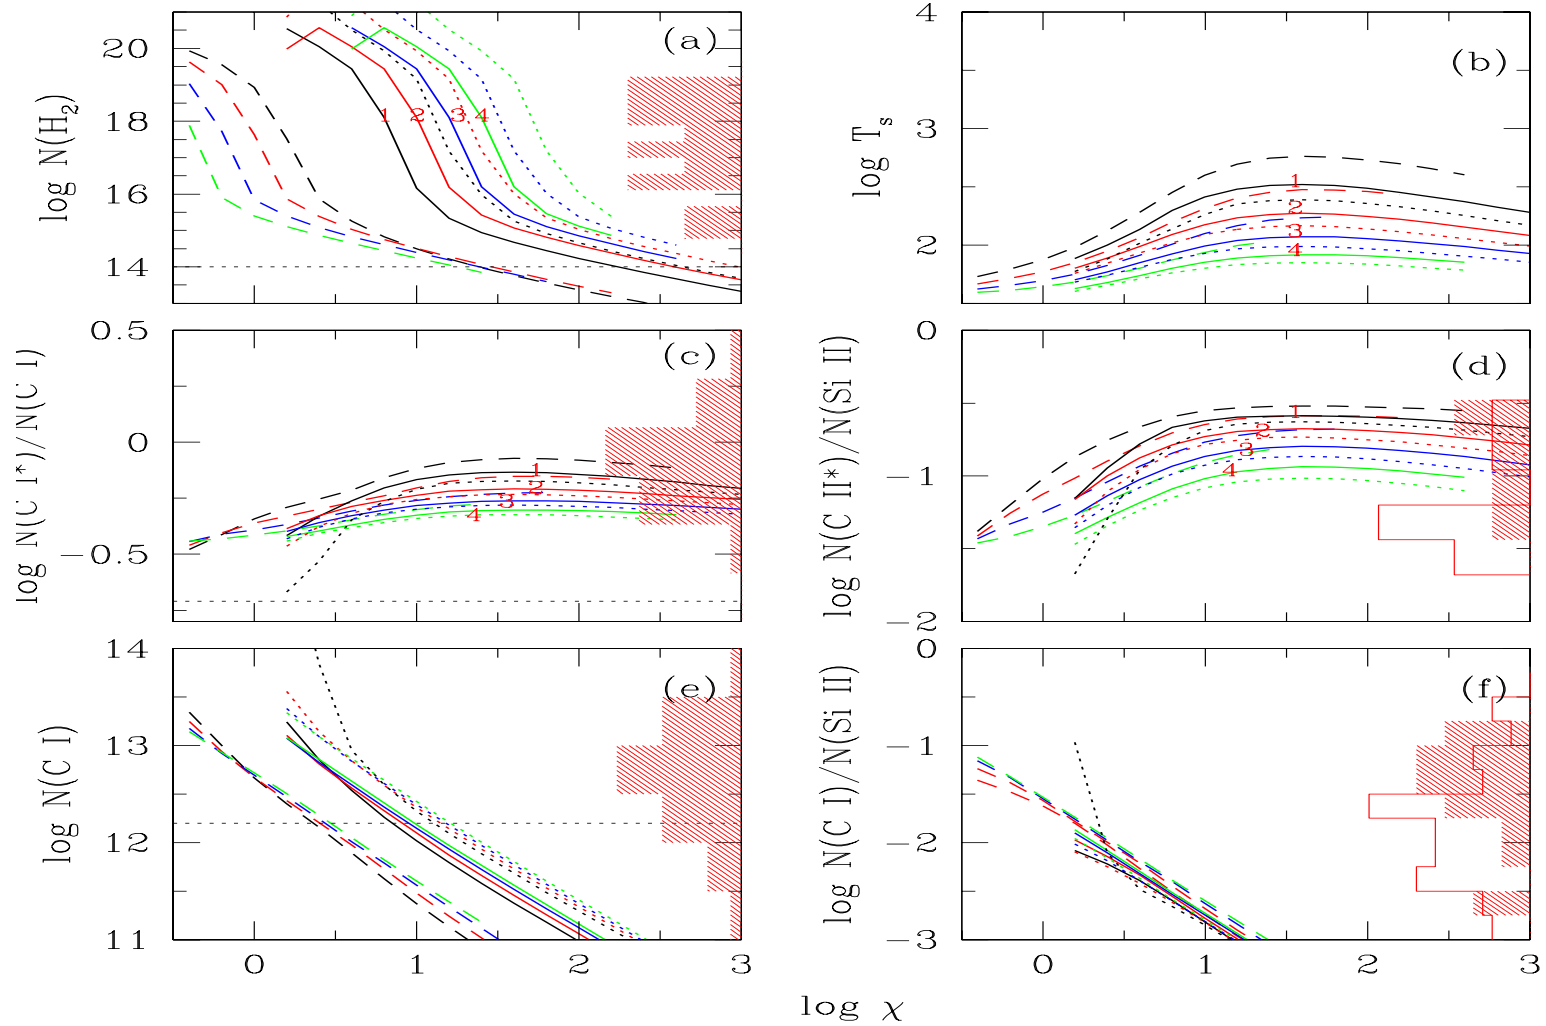 20
18
16
14
log N(H2)
(a)
1 2 3 4
4
3
2
log Ts
(b)
1
2
3
4
0.5
0
−0.5
log N(C I*)/N(C I)
(c)
1
2
3
4
0
−1
−2
log N(C II*)/N(Si II)
(d)
1
2
3
4
14
13
12
11
log N(C I)
(e)
0 1 2 3
0
−1
−2
−3
log N(C I)/N(Si II)
(f)
0 1 2 3
log χ